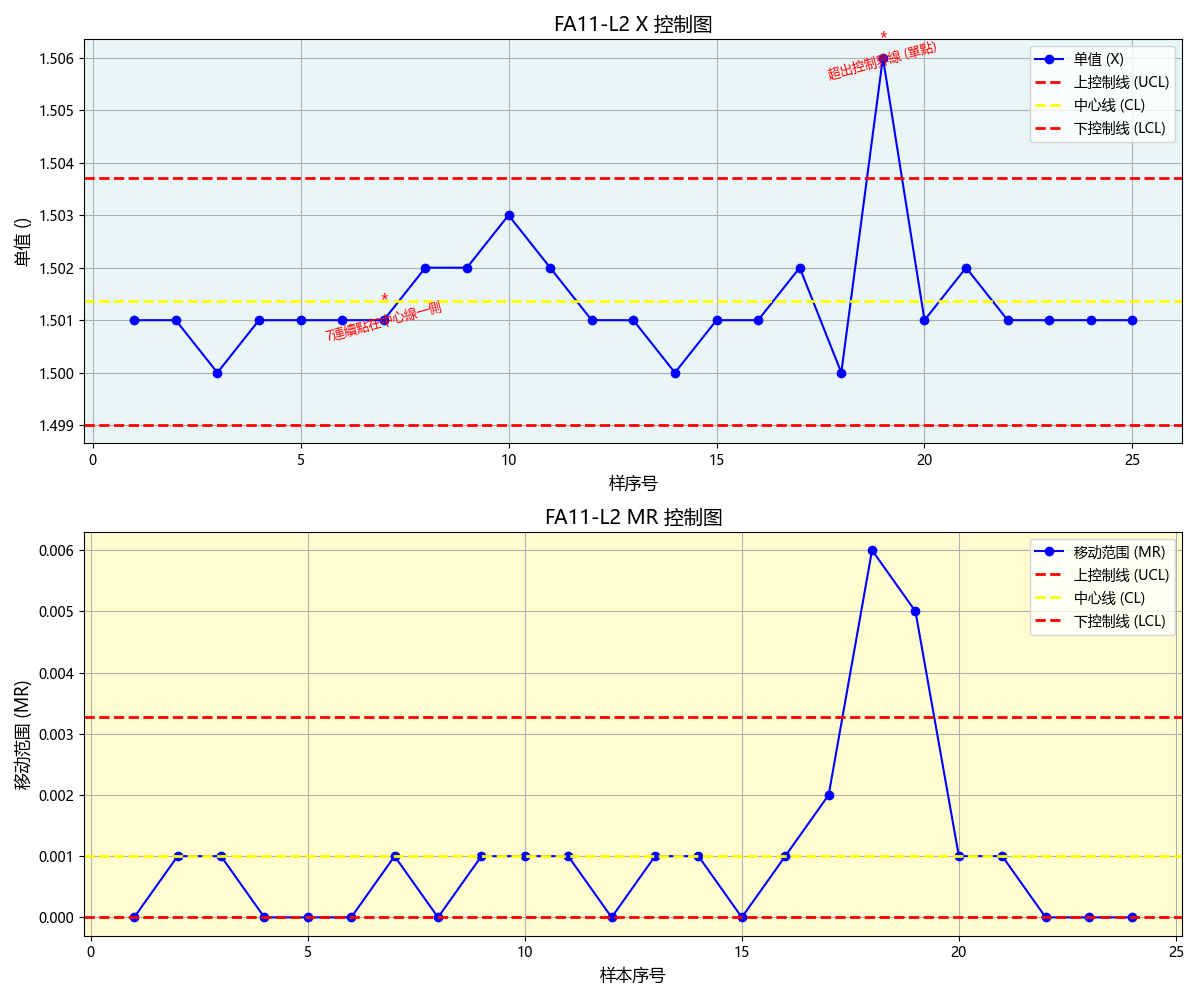 FA11-L2 X 控制图
单值 ()
1.506
1.505
1.504
1.503
1.502
1.501
1.500
1.499
*
超出控制界線 (單點)
*
7連續點在中心線一側
单值 (X)
上控制线 (UCL)
中心线 (CL)
下控制线 (LCL)
0 5 10 15 20 25
样序号
FA11-L2 MR 控制图
移动范围 (MR)
0.006
0.005
0.004
0.003
0.002
0.001
0.000
移动范围 (MR)
上控制线 (UCL)
中心线 (CL)
下控制线 (LCL)
0 5 10 15 20 25
样本序号